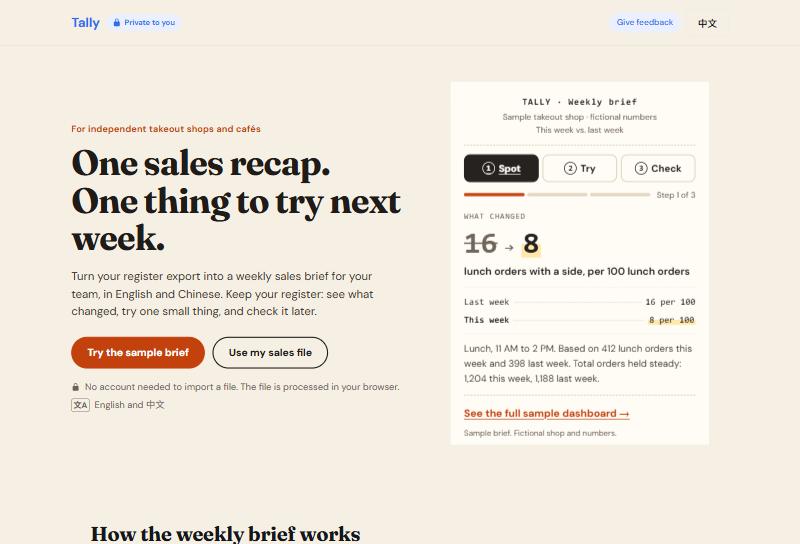 Tally
Private to you
Give feedback
中文
For independent takeout shops and cafés
One sales recap.
One thing to try next
week.
Turn your register export into a weekly sales brief for your
team, in English and Chinese. Keep your register: see what
changed, try one small thing, and check it later.
Try the sample brief
Use my sales file
No account needed to import a file. The file is processed in your browser.
文A English and 中文
TALLY · Weekly brief
Sample takeout shop · fictional numbers
This week vs. last week
1 Spot
2 Try
3 Check
Step 1 of 3
WHAT CHANGED
16 → 8
lunch orders with a side, per 100 lunch orders
Last week 16 per 100
This week 8 per 100
Lunch, 11 AM to 2 PM. Based on 412 lunch orders this
week and 398 last week. Total orders held steady:
1,204 this week, 1,188 last week.
See the full sample dashboard →
Sample brief. Fictional shop and numbers.
How the weekly brief works